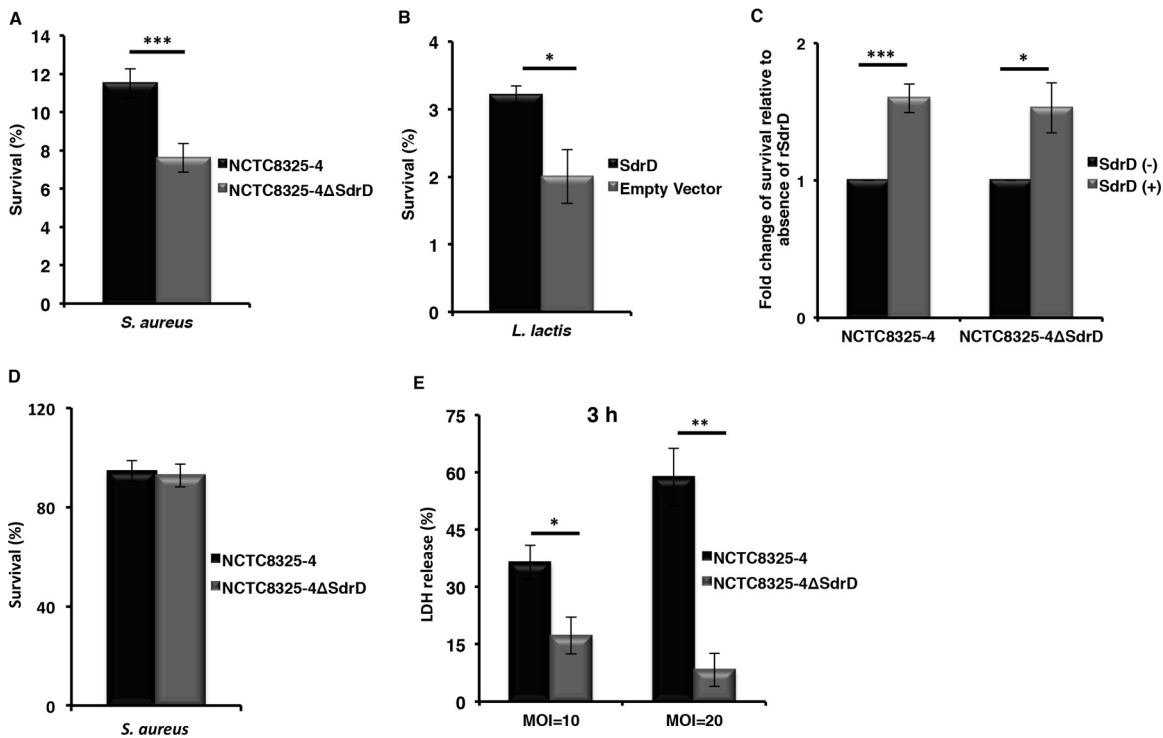 A
14
12
10
8
6
4
2
0
Survival (%)
***
S. aureus
NCTC8325-4
NCTC8325-4ΔSdrD
B
4
3
2
1
0
Survival (%)
*
L. lactis
SdrD
Empty Vector
C
2
1
0
Fold change of survival relative to
absence of rSdrD
***
*
NCTC8325-4
NCTC8325-4ΔSdrD
SdrD (-)
SdrD (+)
D
120
80
40
0
Survival (%)
S. aureus
NCTC8325-4
NCTC8325-4ΔSdrD
E
3 h
75
60
45
30
15
0
LDH release (%)
*
**
MOI=10
MOI=20
NCTC8325-4
NCTC8325-4ΔSdrD